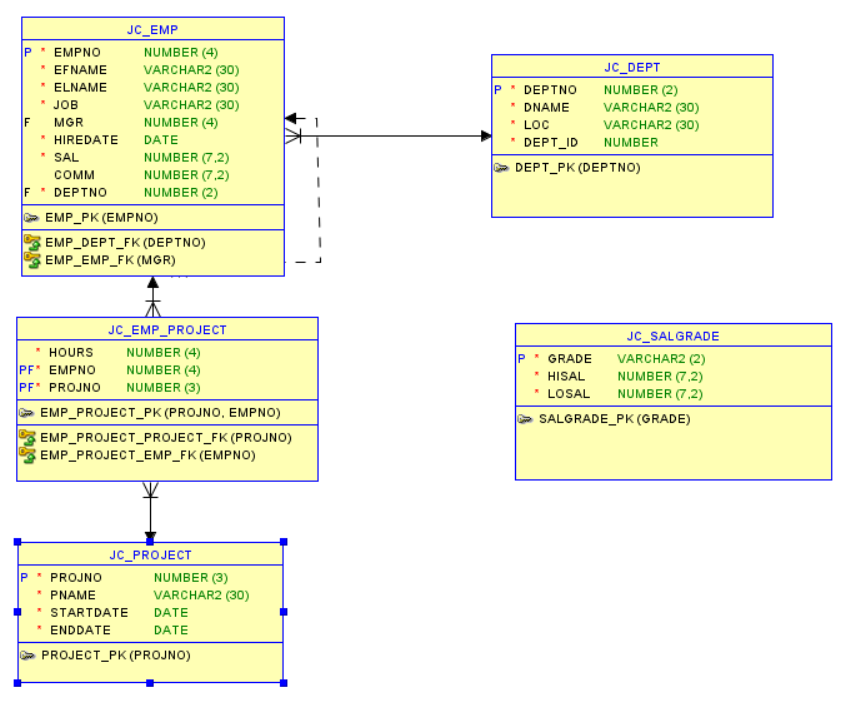 JC_EMP
P * EMPNO NUMBER (4)
* EFNAME VARCHAR2 (30)
* ELNAME VARCHAR2 (30)
* JOB VARCHAR2 (30)
F MGR NUMBER (4)
* HIREDATE DATE
* SAL NUMBER (7,2)
COMM NUMBER (7,2)
F * DEPTNO NUMBER (2)
EMP_PK (EMPNO)
EMP_DEPT_FK (DEPTNO)
EMP_EMP_FK (MGR)
JC_DEPT
P * DEPTNO NUMBER (2)
* DNAME VARCHAR2 (30)
* LOC VARCHAR2 (30)
* DEPT_ID NUMBER
DEPT_PK (DEPTNO)
JC_EMP_PROJECT
* HOURS NUMBER (4)
PF* EMPNO NUMBER (4)
PF* PROJNO NUMBER (3)
EMP_PROJECT_PK (PROJNO, EMPNO)
EMP_PROJECT_PROJECT_FK (PROJNO)
EMP_PROJECT_EMP_FK (EMPNO)
JC_SALGRADE
P * GRADE VARCHAR2 (2)
* HISAL NUMBER (7,2)
* LOSAL NUMBER (7,2)
SALGRADE_PK (GRADE)
JC_PROJECT
P * PROJNO NUMBER (3)
* PNAME VARCHAR2 (30)
* STARTDATE DATE
* ENDDATE DATE
PROJECT_PK (PROJNO)